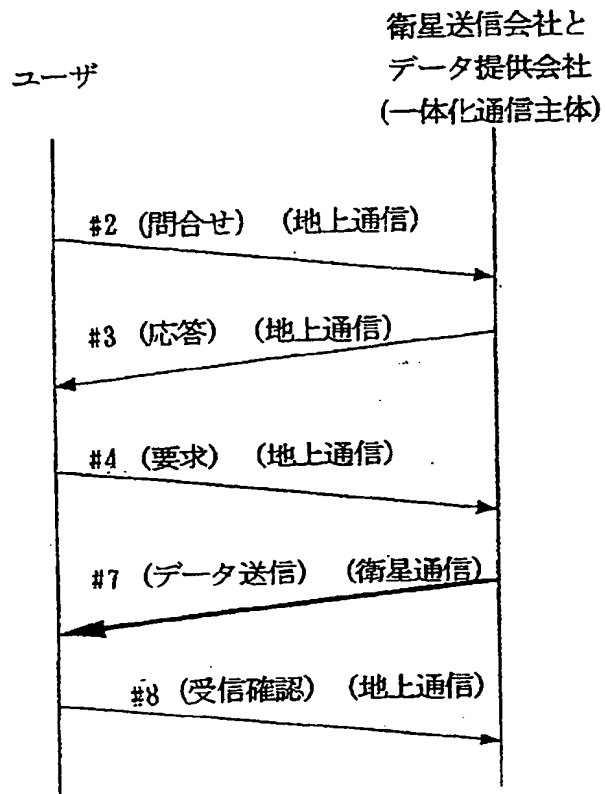 ユーザ
衛星送信会社と
データ提供会社
(一体化通信主体)
#2 (問合せ) (地上通信)
#3 (応答) (地上通信)
#4 (要求) (地上通信)
#7 (データ送信) (衛星通信)
#8 (受信確認) (地上通信)